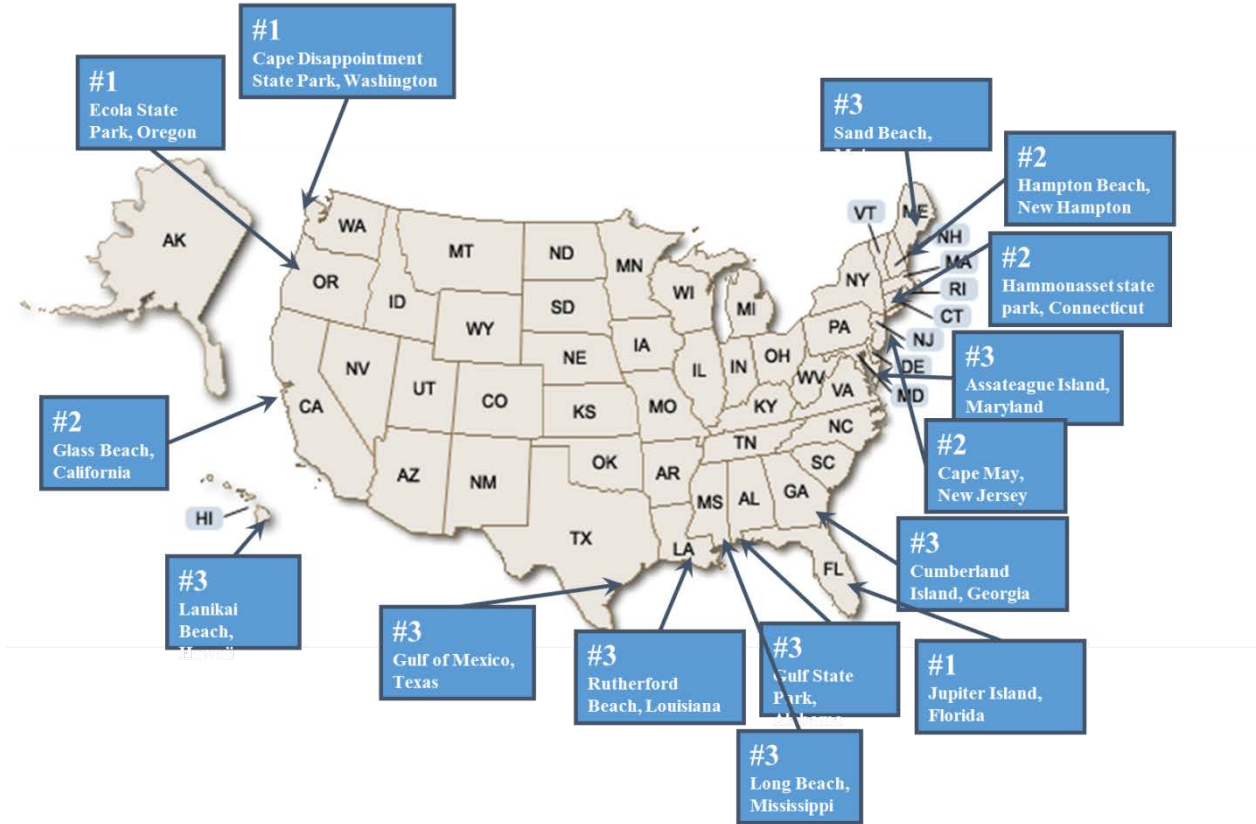 #1
Cape Disappointment
State Park, Washington
#1
Ecola State
Park, Oregon
#3
Sand Beach,
#2
Hampton Beach,
New Hampton
#2
Hammonasset state
park, Connecticut
#3
Assateague Island,
Maryland
#2
Cape May,
New Jersey
#3
Cumberland
Island, Georgia
#1
Jupiter Island,
Florida
#3
Gulf State
Park,
Alabama
#3
Long Beach,
Mississippi
#3
Rutherford
Beach, Louisiana
#3
Gulf of Mexico,
Texas
#3
Lanikai
Beach,
#2
Glass Beach,
California
AK
WA
OR
ID
MT
WY
ND
SD
NE
KS
MN
IA
MO
WI
IL
MI
IN
OH
KY
WV
VA
PA
NY
VT
ME
NH
MA
RI
CT
NJ
DE
MD
NV
CA
UT
CO
AZ
NM
OK
TX
AR
LA
MS
AL
TN
NC
SC
GA
FL
HI